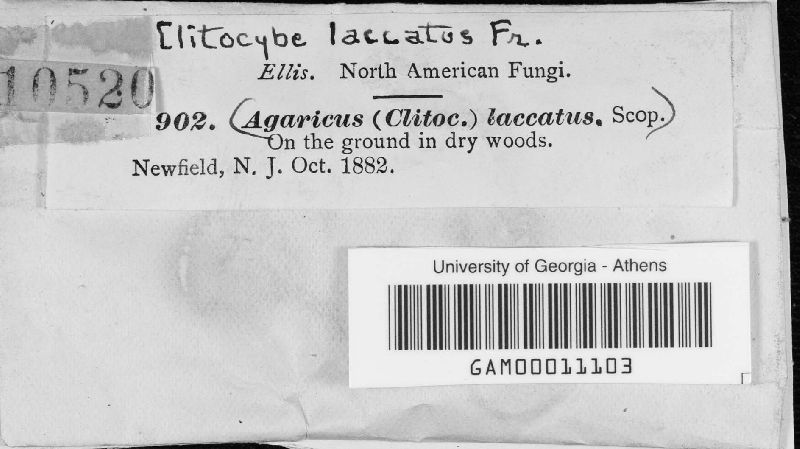 Clitocybe laccatus Fr.
Ellis. North American Fungi.
10520
902. (Agaricus (Clitoc.) laccatus. Scop.)
On the ground in dry woods.
Newfield, N. J. Oct. 1882.
University of Georgia - Athens
GAM00011103